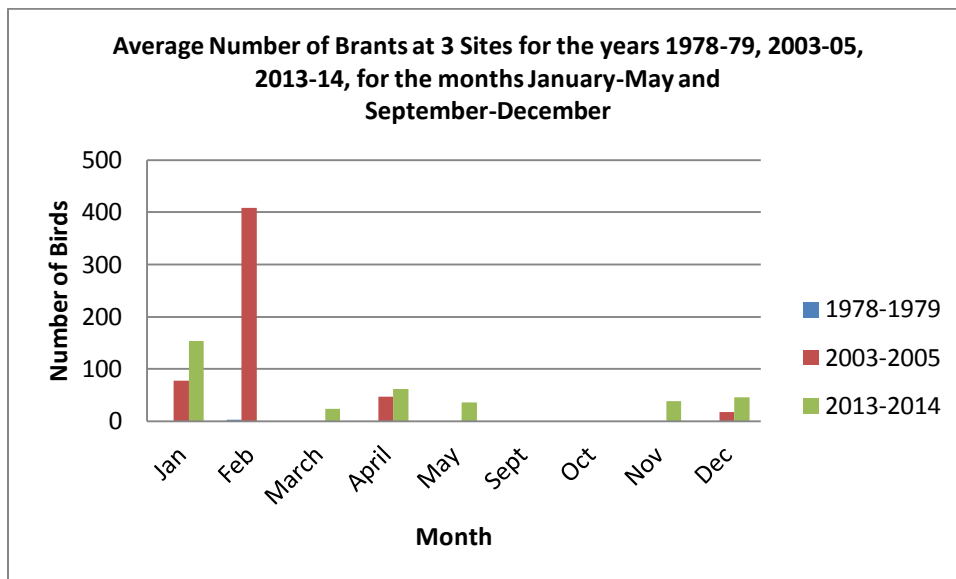 Average Number of Brants at 3 Sites for the years 1978-79, 2003-05,
2013-14, for the months January-May and
September-December
500
400
300
200
100
0
Number of Birds
Jan
Feb
March
April
May
Sept
Oct
Nov
Dec
Month
1978-1979
2003-2005
2013-2014